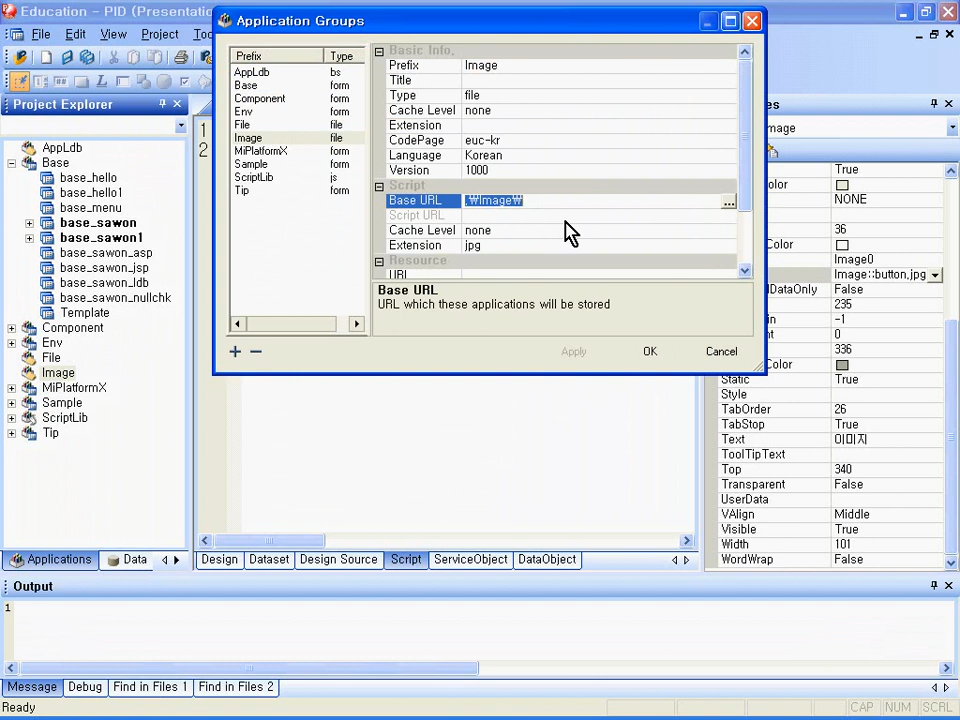 Education - PID (Presentatio
Application Groups
File Edit View Project Too
Project Explorer
AppLdb
Base
base_hello
base_hello1
base_menu
base_sawon
base_sawon1
base_sawon_asp
base_sawon_jsp
base_sawon_ldb
base_sawon_nullchk
Template
Component
Env
File
Image
MiPlatformX
Sample
ScriptLib
Tip
Applications Data
1
2
Prefix Type
AppLdb bs
Base form
Component form
Env form
File file
Image file
MiPlatformX form
Sample form
ScriptLib js
Tip form
Basic Info,
Prefix Image
Title
Type file
Cache Level none
Extension
CodePage euc-kr
Language Korean
Version 1000
Script
Base URL .₩Image₩
Script URL
Cache Level none
Extension jpg
Resource
URL
Base URL
URL which these applications will be stored
Apply OK Cancel
Design Dataset Design Source Script ServiceObject DataObject
es
mage
True
olor
NONE
36
Color
Image0
Image::button,jpg
dDataOnly False
235
in -1
0
336
Color
Static True
Style
TabOrder 26
TabStop True
Text 이미지
ToolTipText
Top 340
Transparent False
UserData
VAlign Middle
Visible True
Width 101
WordWrap False
Output
1
Message Debug Find in Files 1 Find in Files 2
Ready CAP NUM SCRL